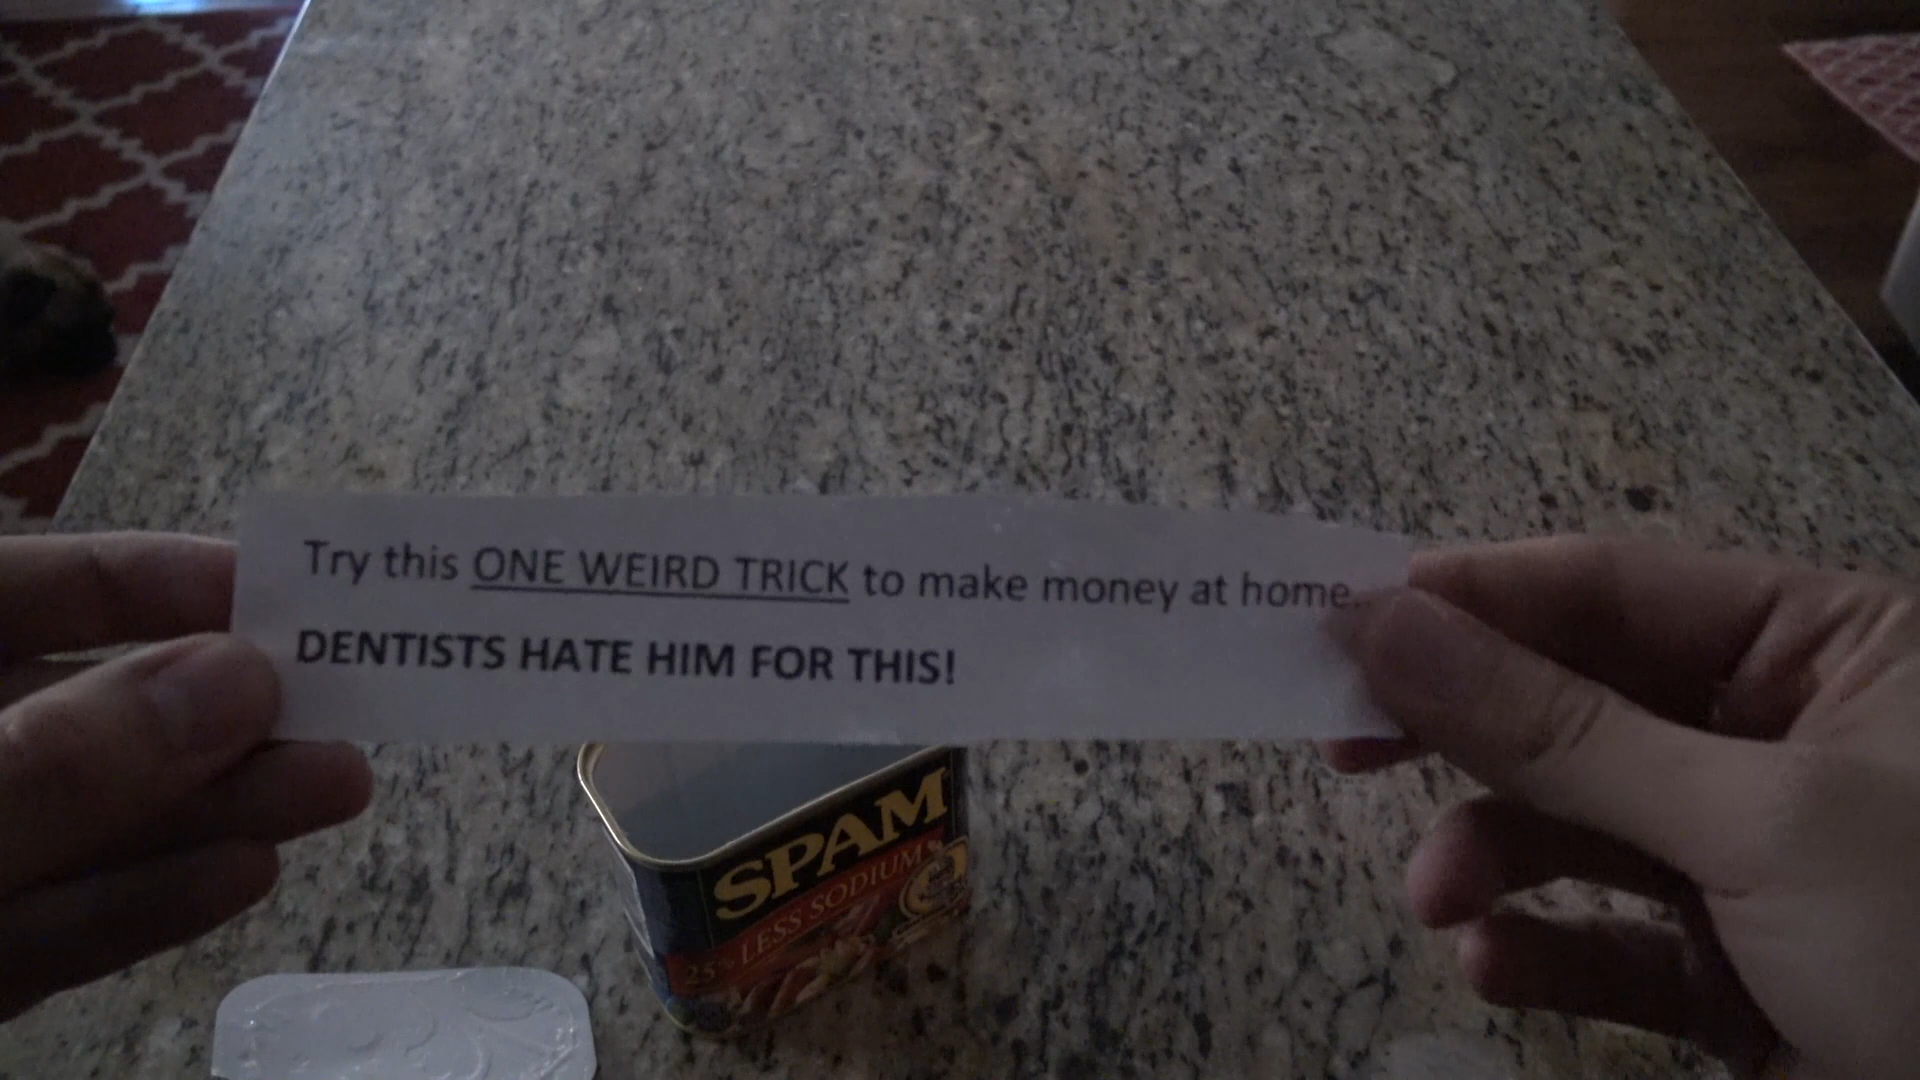 Try this ONE WEIRD TRICK to make money at home..
DENTISTS HATE HIM FOR THIS!
SPAM
25% LESS SODIUM